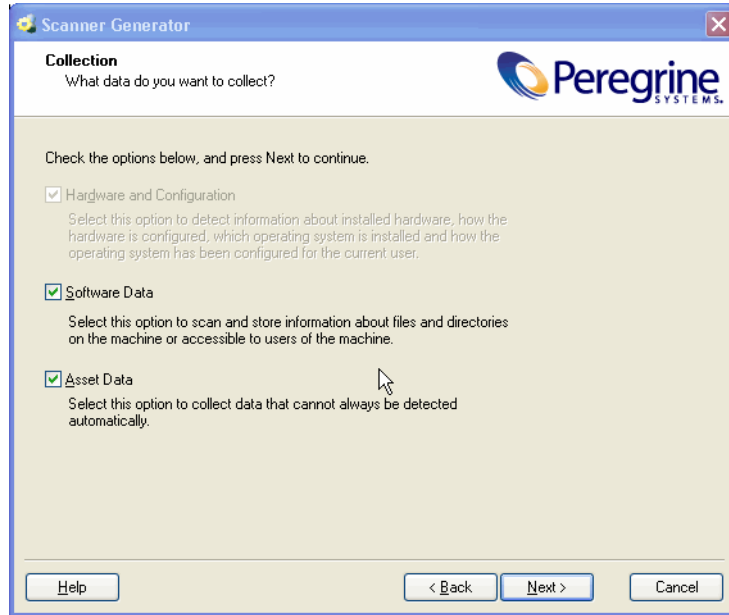 Scanner Generator
Collection
What data do you want to collect?
Peregrine
SYSTEMS.
Check the options below, and press Next to continue.
Hardware and Configuration
Select this option to detect information about installed hardware, how the
hardware is configured, which operating system is installed and how the
operating system has been configured for the current user.
Software Data
Select this option to scan and store information about files and directories
on the machine or accessible to users of the machine.
Asset Data
Select this option to collect data that cannot always be detected
automatically.
Help
< Back
Next >
Cancel